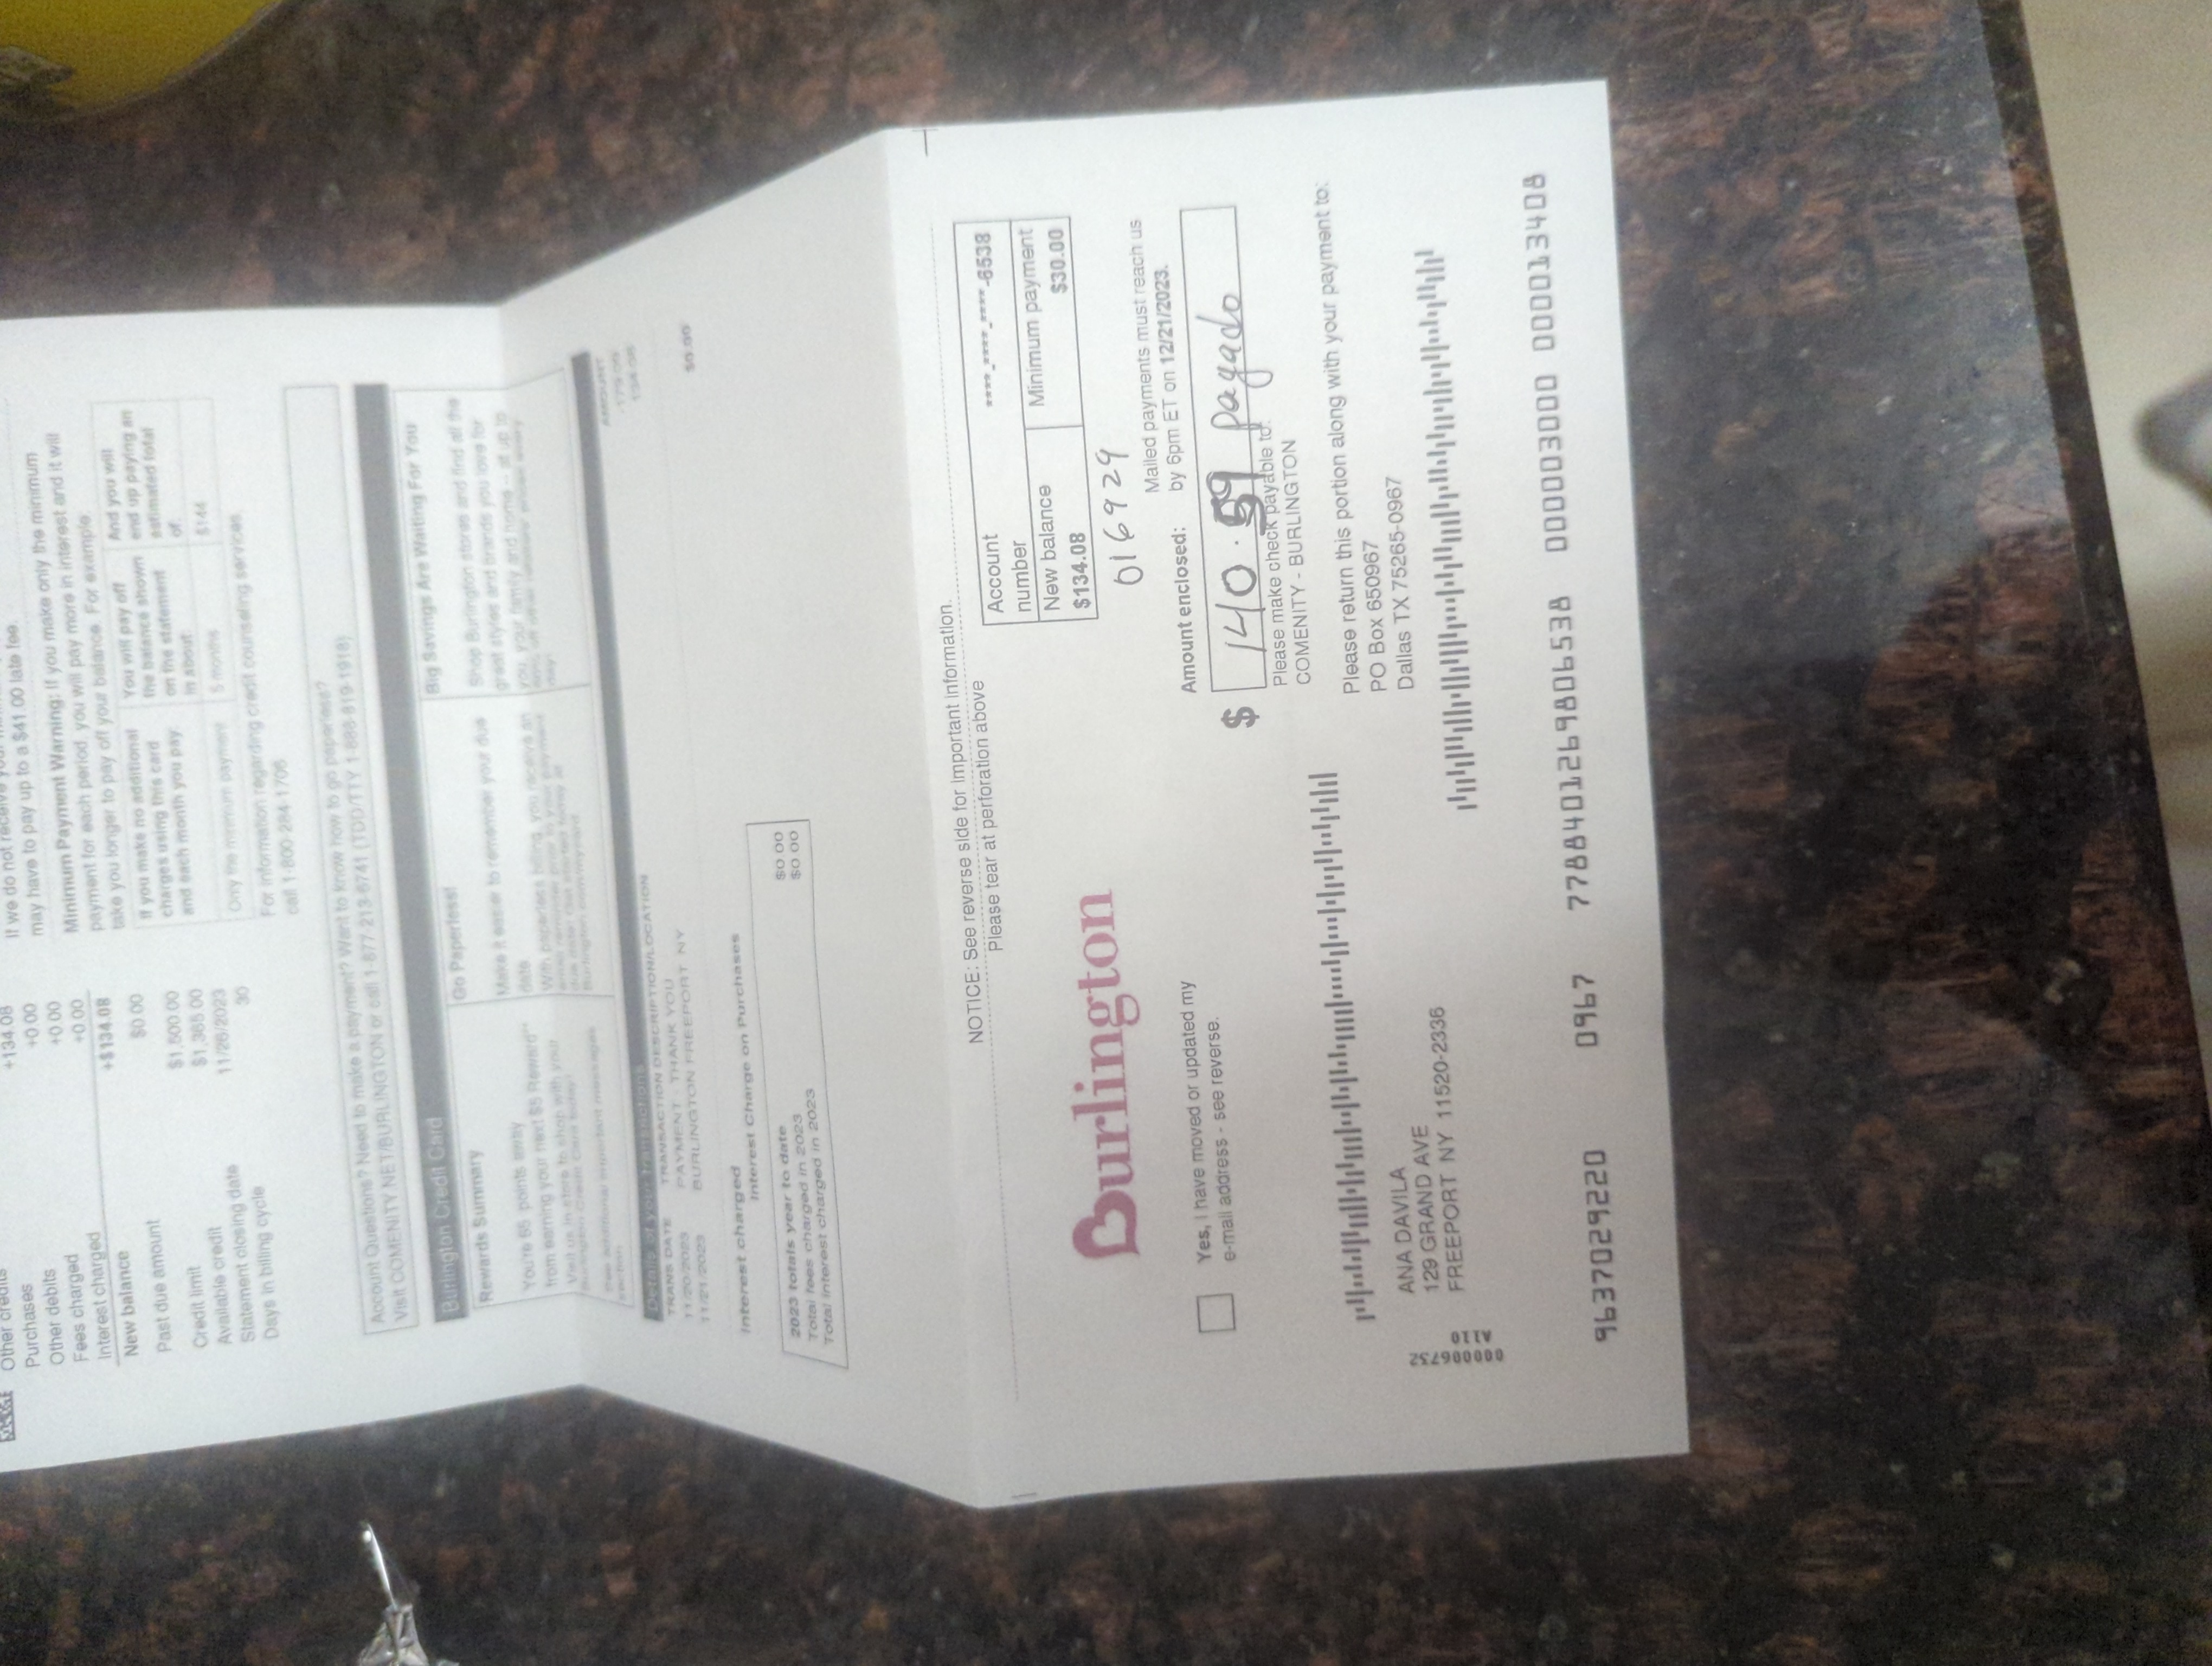 Other credits
Purchases +134.08
Other debits +0.00
Fees charged +0.00
Interest charged +0.00
New balance +$134.08
Past due amount $0.00
Credit limit $1,500.00
Available credit $1,365.00
Statement closing date 11/26/2023
Days in billing cycle 30
If we do not receive
may have to pay up to a $41.00 late fee.
Minimum Payment Warning: If you make only the minimum
payment for each period, you will pay more in interest and it will
take you longer to pay off your balance. For example:
If you make no additional
charges using this card
and each month you pay:
You will pay off
the balance shown
on the statement
in about:
And you will
end up paying an
estimated total
of:
Only the minimum payment
5 months
$144
For information regarding credit counseling services,
call 1-800-284-1706
Account Questions? Need to make a payment? Want to know how to go paperless?
Visit COMENITY.NET/BURLINGTON or call 1-877-213-6741 (TDD/TTY 1-888-819-1918)
Burlington Credit Card
Rewards Summary
You're 65 points away
from earning your next $5 Reward**
Visit us in store to shop with your
Burlington Credit Card today!
See additional important messages
section.
Go Paperless!
Make it easier to remember your due
date.
With paperless billing, you receive an
email reminder prior to your payment
due date! Get started today at
Burlington.com/mycard
Big Savings Are Waiting For You
Shop Burlington stores and find all the
great styles and brands you love for
you, your family and home -- at up to
60% off other retailers' prices every
day!
Details of your transactions
TRANS DATE TRANSACTION DESCRIPTION/LOCATION AMOUNT
11/20/2023 PAYMENT - THANK YOU -179.00
11/21/2023 BURLINGTON FREEPORT NY 134.08
Interest charged
Interest Charge on Purchases $0.00
2023 totals year to date
Total fees charged in 2023 $0.00
Total interest charged in 2023 $0.00
NOTICE: See reverse side for important information.
Please tear at perforation above
Account
number
****-****-****-6538
New balance
$134.08
Minimum payment
$30.00
016929
Burlington
Mailed payments must reach us
by 6pm ET on 12/21/2023.
Amount enclosed:
Yes, I have moved or updated my
e-mail address - see reverse.
$ 140.59 pagado
Please make check payable to:
COMENITY - BURLINGTON
Please return this portion along with your payment to:
PO Box 650967
Dallas TX 75265-0967
ANA DAVILA
129 GRAND AVE
FREEPORT NY 11520-2336
000006732
A110
9637029220 0967 7788401269806538 000003000 000013408